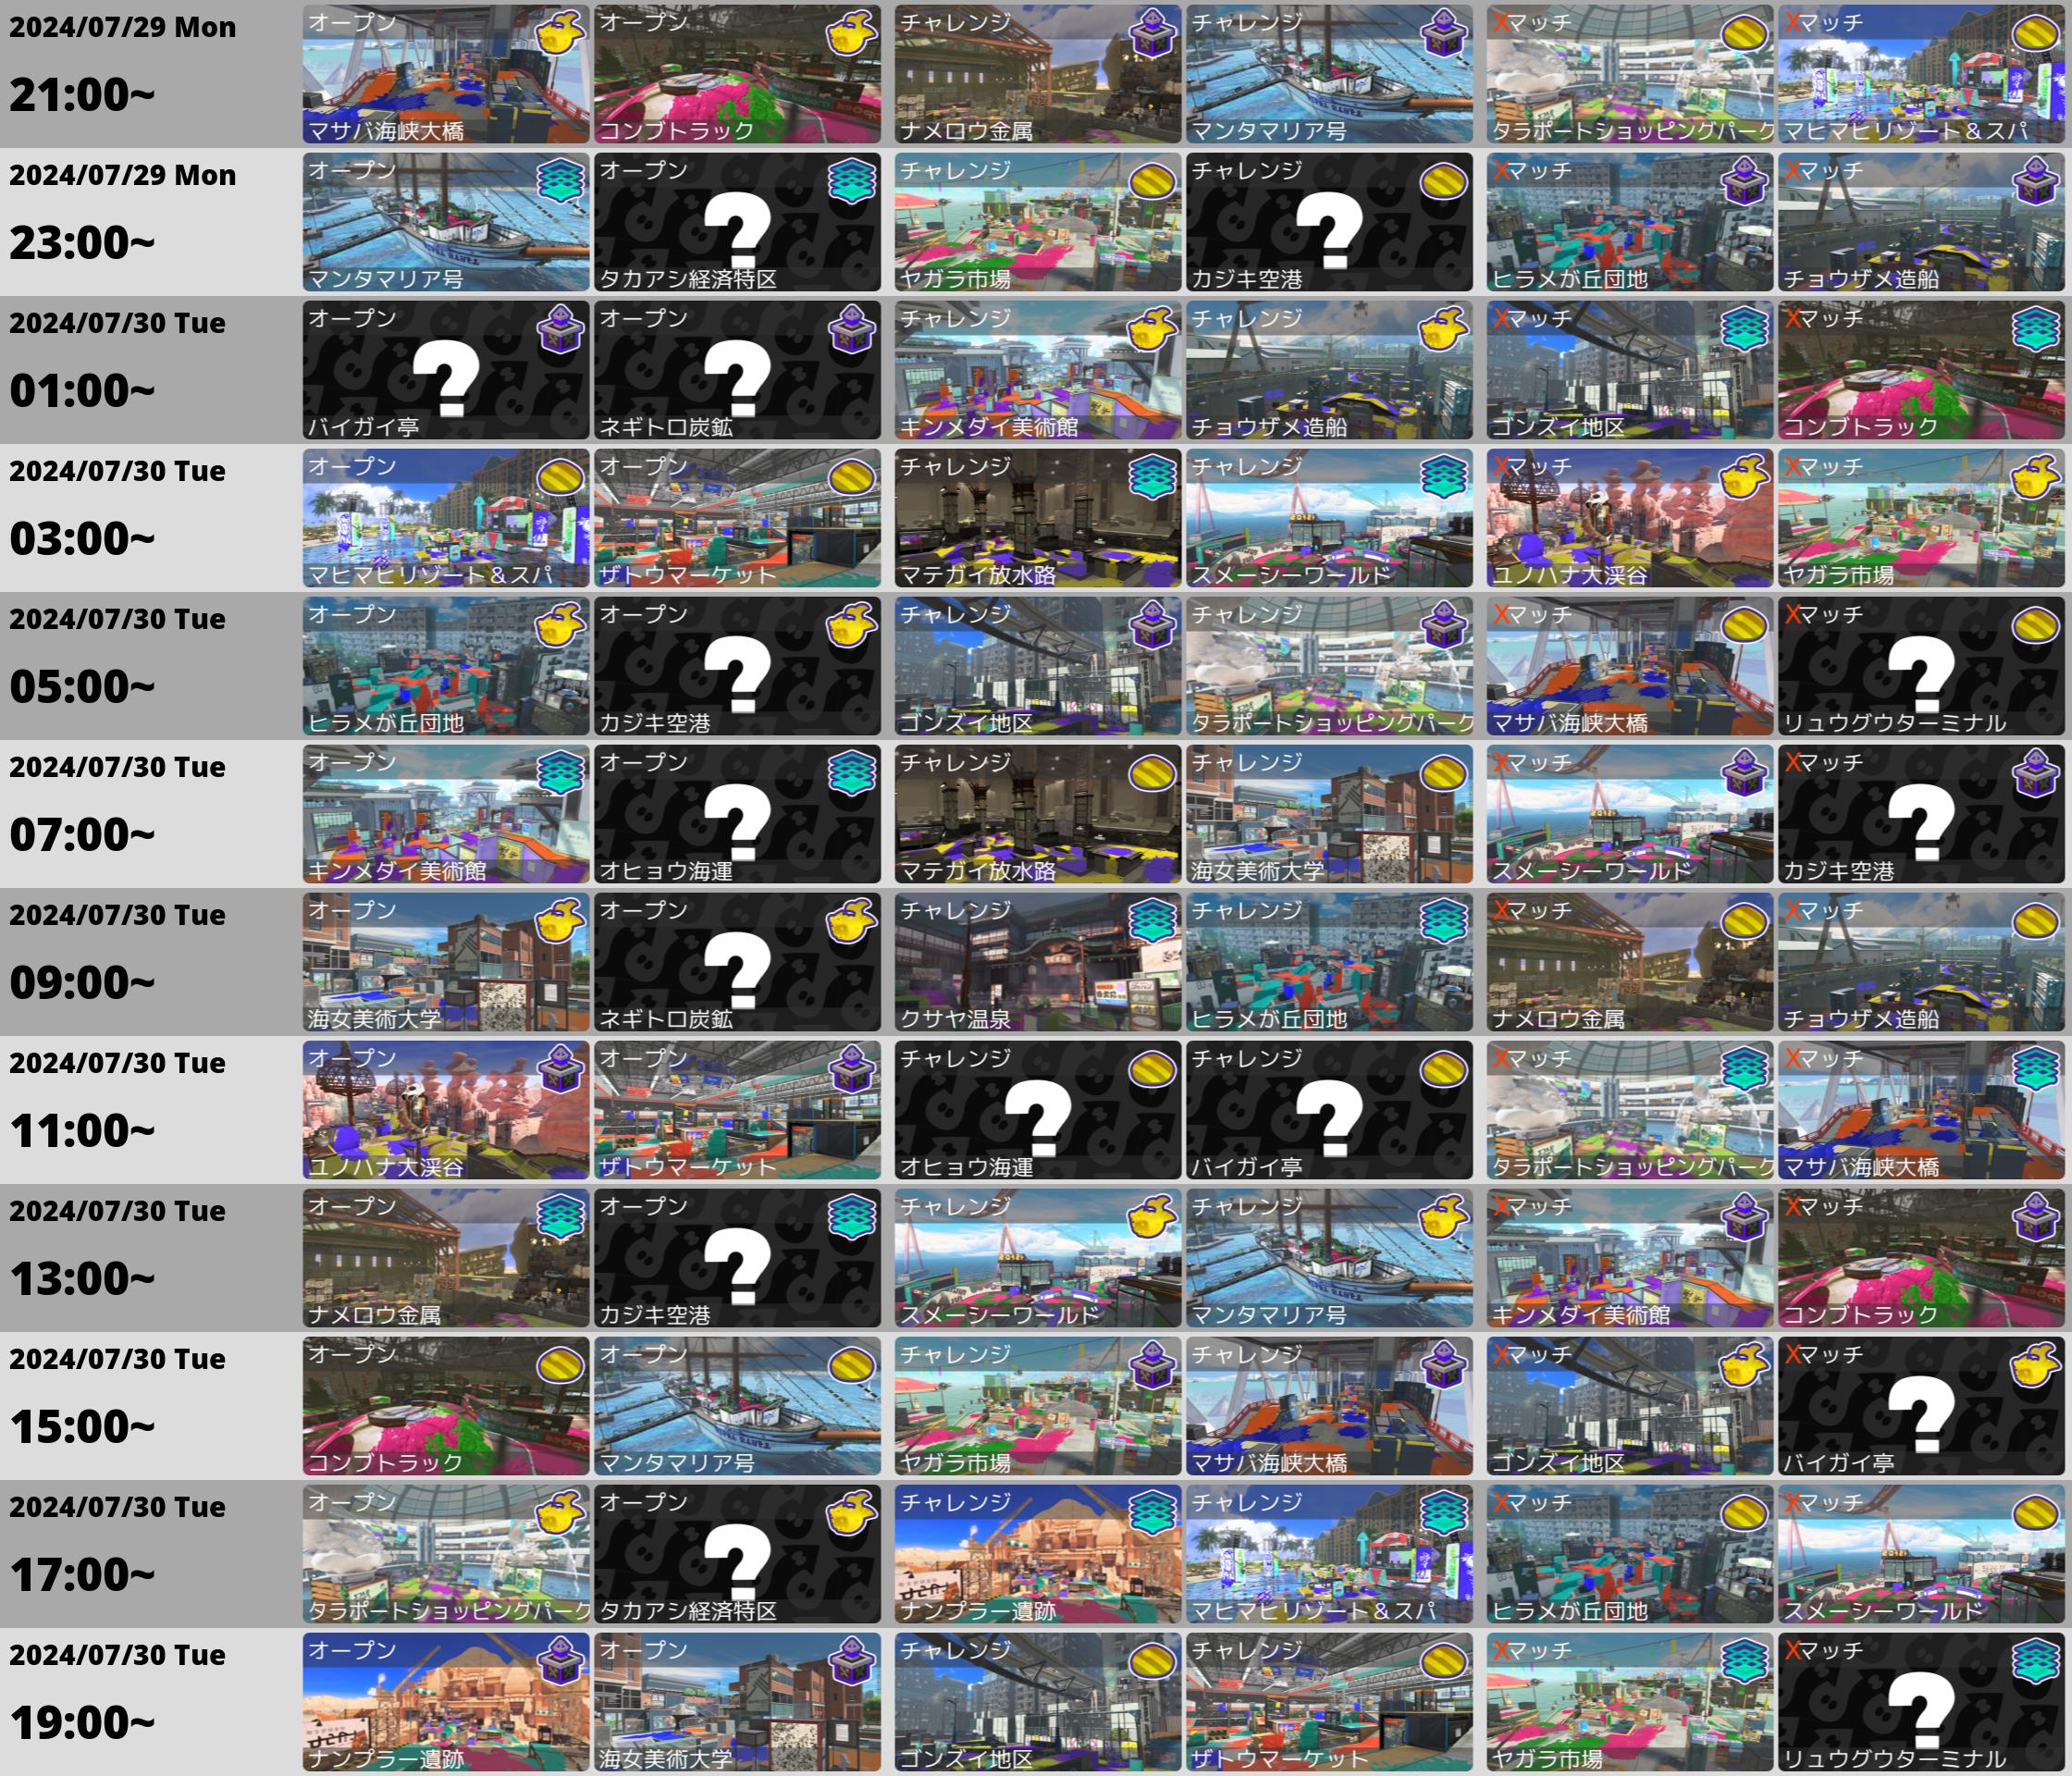 2024/07/29 Mon
21:00~
オープン
マサバ海峡大橋
オープン
コンブトラック
チャレンジ
ナメロウ金属
チャレンジ
マンタマリア号
Xマッチ
タラポートショッピングパーク
Xマッチ
マヒマヒリゾート＆スパ
2024/07/29 Mon
23:00~
オープン
マンタマリア号
オープン
タカアシ経済特区
チャレンジ
ヤガラ市場
チャレンジ
カジキ空港
Xマッチ
ヒラメが丘団地
Xマッチ
チョウザメ造船
2024/07/30 Tue
01:00~
オープン
バイガイ亭
オープン
ネギトロ炭鉱
チャレンジ
キンメダイ美術館
チャレンジ
チョウザメ造船
Xマッチ
ゴンズイ地区
Xマッチ
コンブトラック
2024/07/30 Tue
03:00~
オープン
マヒマヒリゾート＆スパ
オープン
ザトウマーケット
チャレンジ
マテガイ放水路
チャレンジ
スメーシーワールド
Xマッチ
ユノハナ大渓谷
Xマッチ
ヤガラ市場
2024/07/30 Tue
05:00~
オープン
ヒラメが丘団地
オープン
カジキ空港
チャレンジ
ゴンズイ地区
チャレンジ
タラポートショッピングパーク
Xマッチ
マサバ海峡大橋
Xマッチ
リュウグウターミナル
2024/07/30 Tue
07:00~
オープン
キンメダイ美術館
オープン
オヒョウ海運
チャレンジ
マテガイ放水路
チャレンジ
海女美術大学
Xマッチ
スメーシーワールド
Xマッチ
カジキ空港
2024/07/30 Tue
09:00~
オープン
海女美術大学
オープン
ネギトロ炭鉱
チャレンジ
クサヤ温泉
チャレンジ
ヒラメが丘団地
Xマッチ
ナメロウ金属
Xマッチ
チョウザメ造船
2024/07/30 Tue
11:00~
オープン
ユノハナ大渓谷
オープン
ザトウマーケット
チャレンジ
オヒョウ海運
チャレンジ
バイガイ亭
Xマッチ
タラポートショッピングパーク
Xマッチ
マサバ海峡大橋
2024/07/30 Tue
13:00~
オープン
ナメロウ金属
オープン
カジキ空港
チャレンジ
スメーシーワールド
チャレンジ
マンタマリア号
Xマッチ
キンメダイ美術館
Xマッチ
コンブトラック
2024/07/30 Tue
15:00~
オープン
コンブトラック
オープン
マンタマリア号
チャレンジ
ヤガラ市場
チャレンジ
マサバ海峡大橋
Xマッチ
ゴンズイ地区
Xマッチ
バイガイ亭
2024/07/30 Tue
17:00~
オープン
タラポートショッピングパーク
オープン
タカアシ経済特区
チャレンジ
ナンプラー遺跡
チャレンジ
マヒマヒリゾート＆スパ
Xマッチ
ヒラメが丘団地
Xマッチ
スメーシーワールド
2024/07/30 Tue
19:00~
オープン
ナンプラー遺跡
オープン
海女美術大学
チャレンジ
ゴンズイ地区
チャレンジ
ザトウマーケット
Xマッチ
ヤガラ市場
Xマッチ
リュウグウターミナル